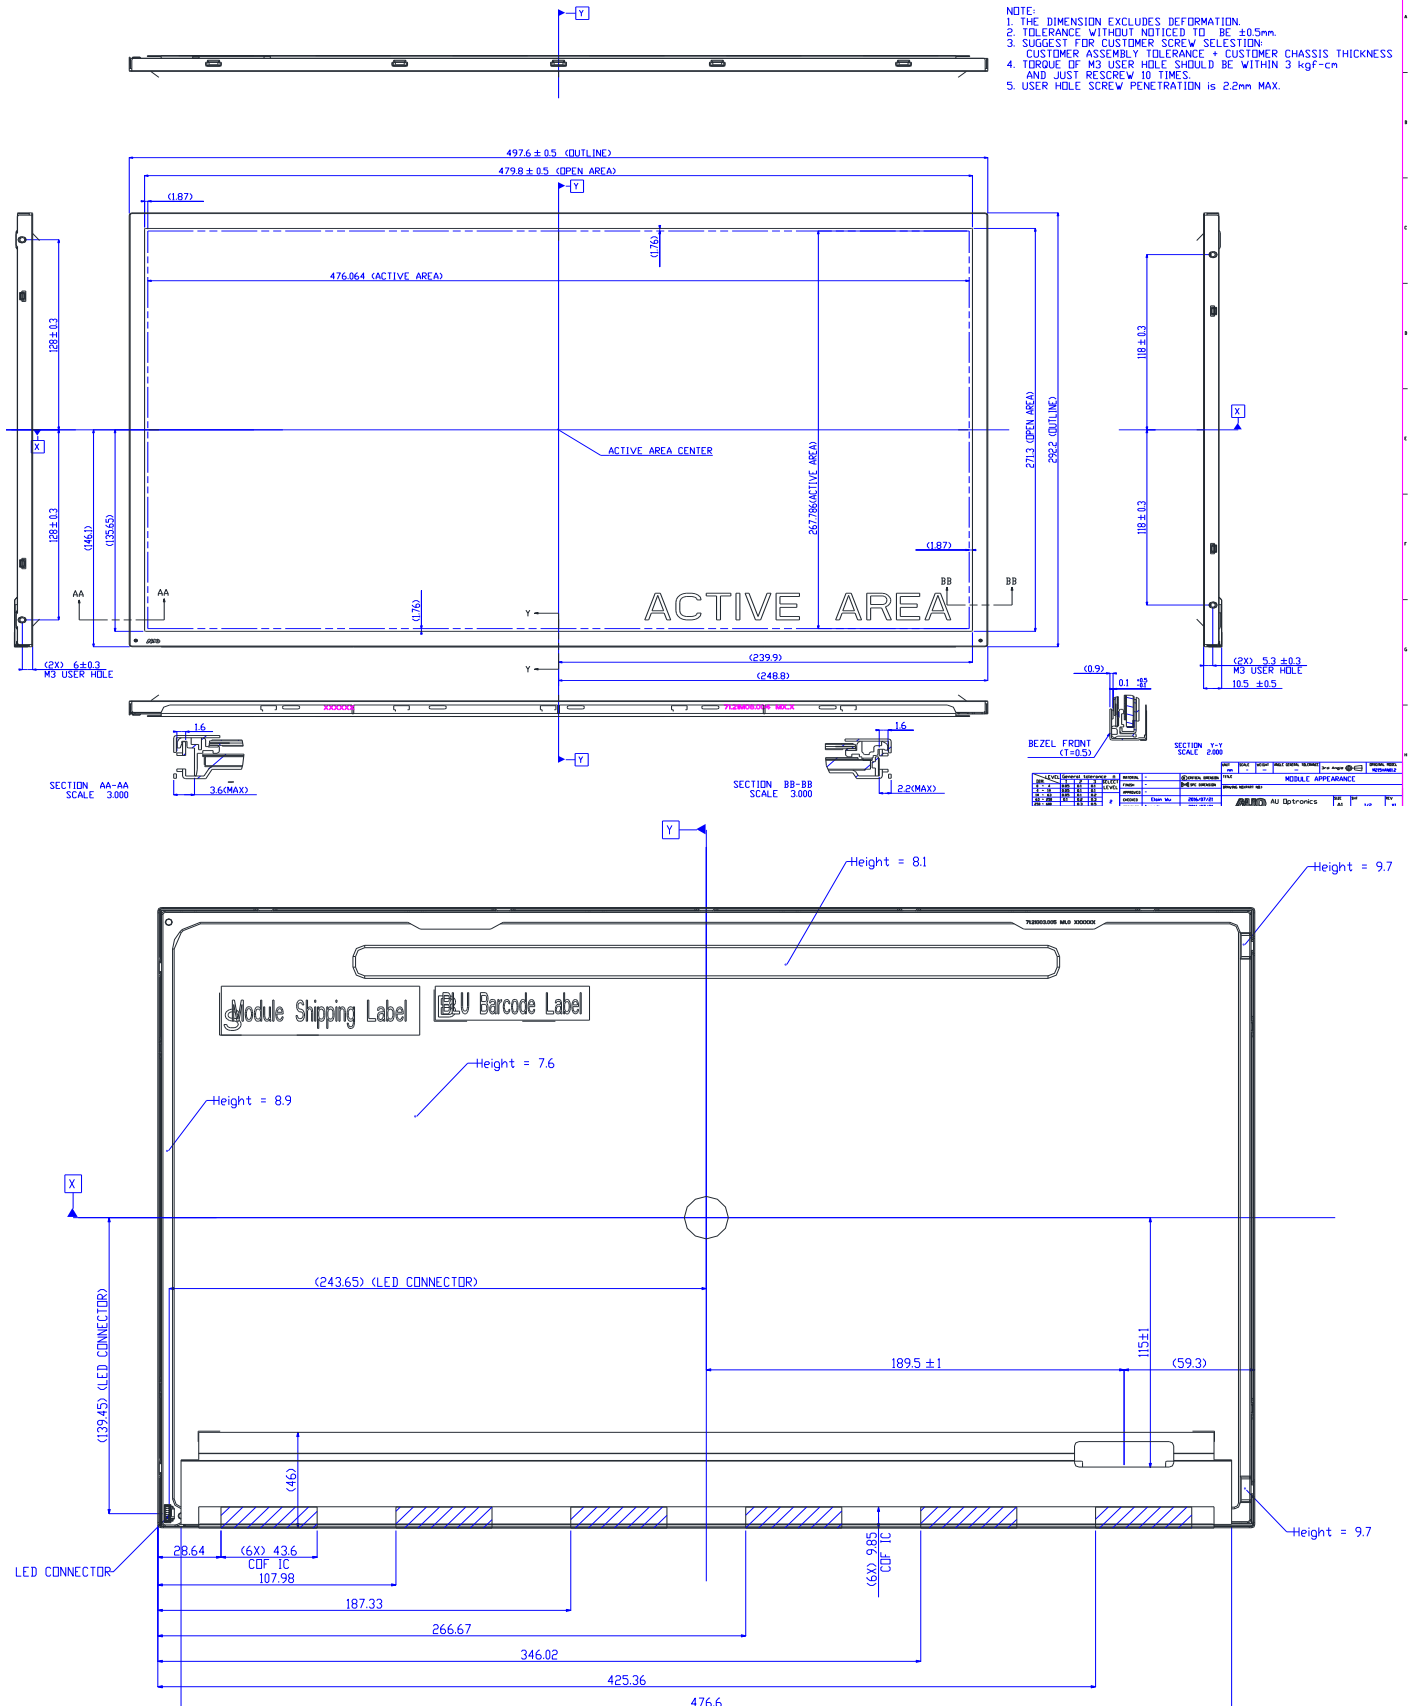 NOTE:
1. THE DIMENSION EXCLUDES DEFORMATION.
2. TOLERANCE WITHOUT NOTICED TO BE ±0.5mm.
3. SUGGEST FOR CUSTOMER SCREW SELESTION:
CUSTOMER ASSEMBLY TOLERANCE + CUSTOMER CHASSIS THICKNESS
4. TORQUE OF M3 USER HOLE SHOULD BE WITHIN 3 kgf-cm
AND JUST RESCREW 10 TIMES.
5. USER HOLE SCREW PENETRATION is 2.2mm MAX.
Y
497.6 ± 0.5 (OUTLINE)
479.8 ± 0.5 (OPEN AREA)
Y
(1.87)
(1.76)
476.064 (ACTIVE AREA)
128 ± 0.3
118 ± 0.3
271.3 (OPEN AREA)
292.2 (OUTLINE)
267.786(ACTIVE AREA)
X
X
ACTIVE AREA CENTER
128 ± 0.3
(146.1)
(135.65)
118 ± 0.3
(1.87)
AA
AA
(1.76)
BB
BB
ACTIVE AREA
Y
AUO
(239.9)
(248.8)
Y
(2X) 6±0.3
M3 USER HOLE
(2X) 5.3 ±0.3
M3 USER HOLE
10.5 ±0.5
(0.9)
0.1
XXXXXX
1.6
3.6(MAX)
SECTION AA-AA
SCALE 3.000
Y
1.6
2.2(MAX)
SECTION BB-BB
SCALE 3.000
BEZEL FRONT
(T=0.5)
SECTION Y-Y
SCALE 2.000
MODULE APPEARANCE
AUO AU Optronics
Y
Height = 8.1
Height = 9.7
Module Shipping Label
S
BLU Barcode Label
B
Height = 7.6
Height = 8.9
X
(243.65) (LED CONNECTOR)
(139.45) (LED CONNECTOR)
115±1
189.5 ±1
(59.3)
(46)
Height = 9.7
LED CONNECTOR
28.64
(6X) 43.6
COF IC
(6X) 9.85
COF IC
107.98
187.33
266.67
346.02
425.36
476.6